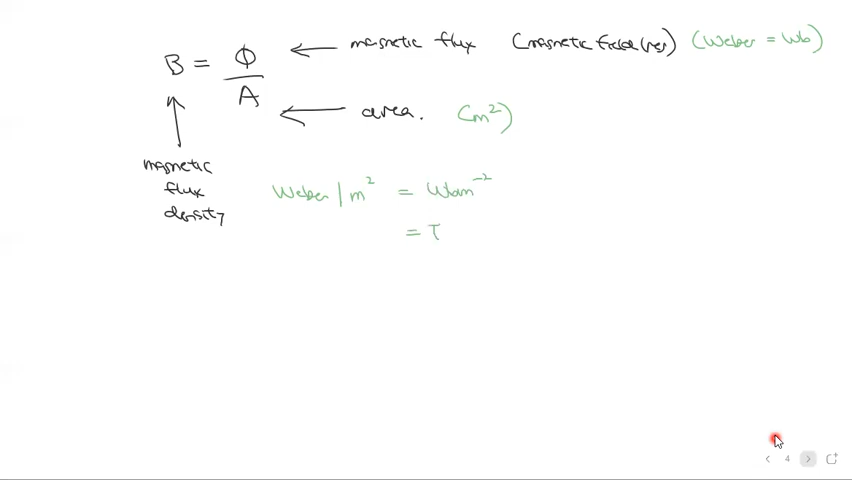 B = Φ / A
← magnetic flux (magnetic field lines) (Weber = Wb)
← area. (m²)
magnetic
flux
density
Weber / m² = Wbm⁻²
= T
4